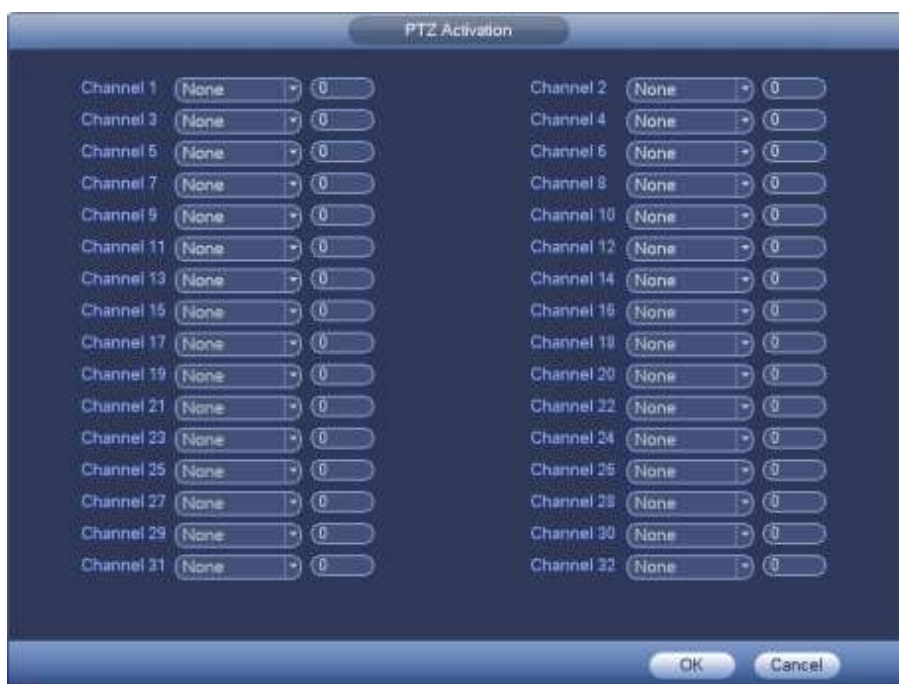 PTZ Activation
Channel 1 None 0 Channel 2 None 0
Channel 3 None 0 Channel 4 None 0
Channel 5 None 0 Channel 6 None 0
Channel 7 None 0 Channel 8 None 0
Channel 9 None 0 Channel 10 None 0
Channel 11 None 0 Channel 12 None 0
Channel 13 None 0 Channel 14 None 0
Channel 15 None 0 Channel 16 None 0
Channel 17 None 0 Channel 18 None 0
Channel 19 None 0 Channel 20 None 0
Channel 21 None 0 Channel 22 None 0
Channel 23 None 0 Channel 24 None 0
Channel 25 None 0 Channel 26 None 0
Channel 27 None 0 Channel 28 None 0
Channel 29 None 0 Channel 30 None 0
Channel 31 None 0 Channel 32 None 0
OK Cancel